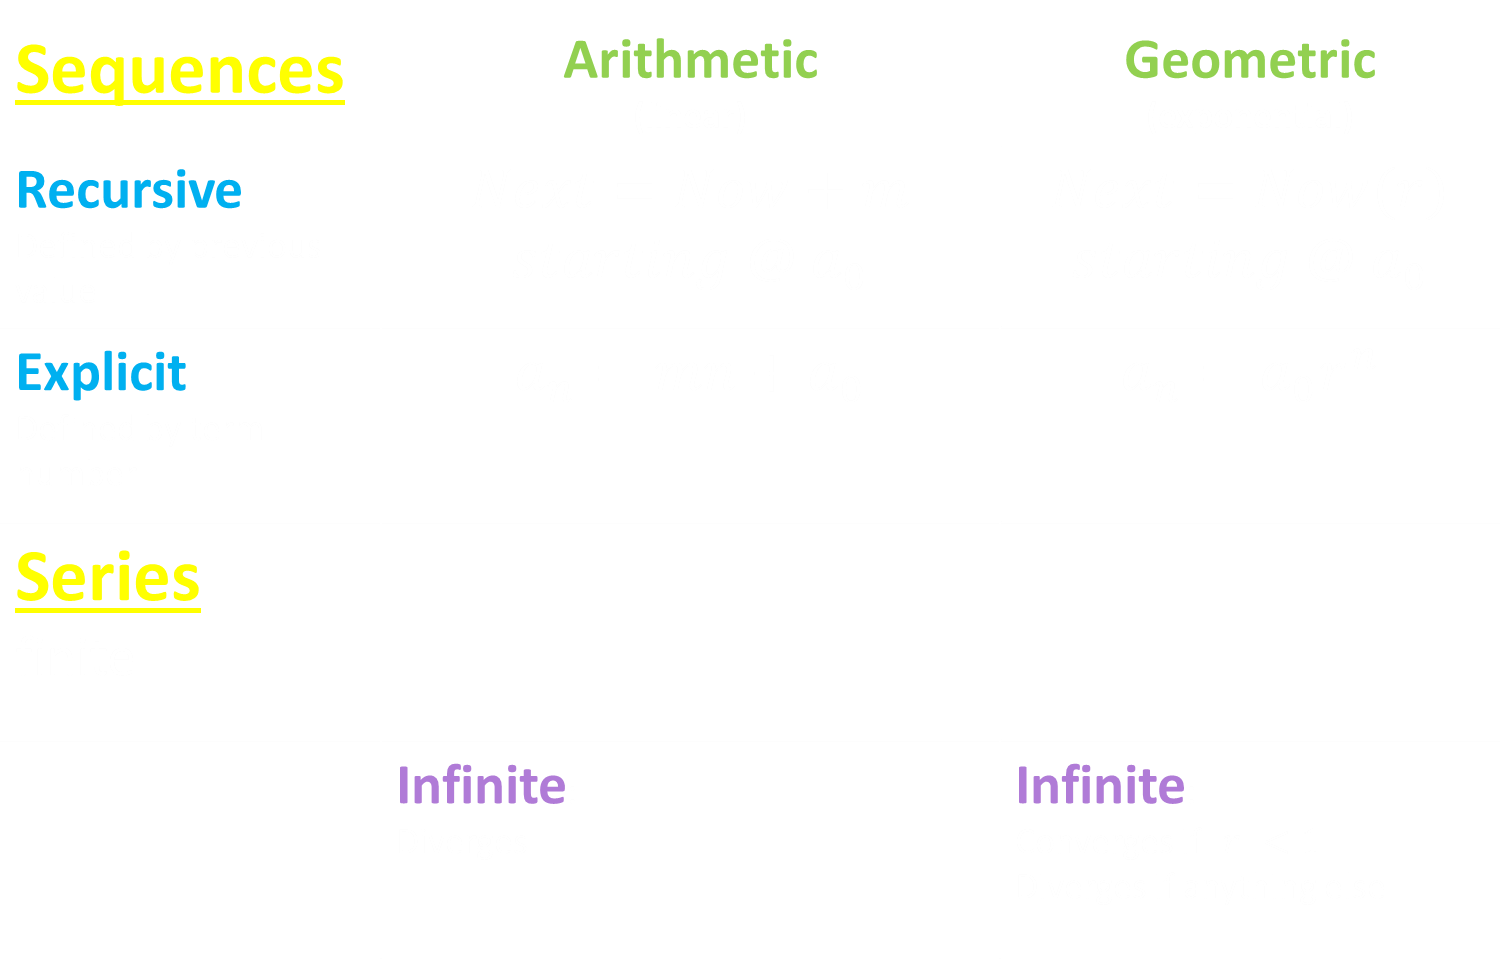 Sequences Arithmetic Geometric
Recursive
Explicit
Series
Infinite Infinite